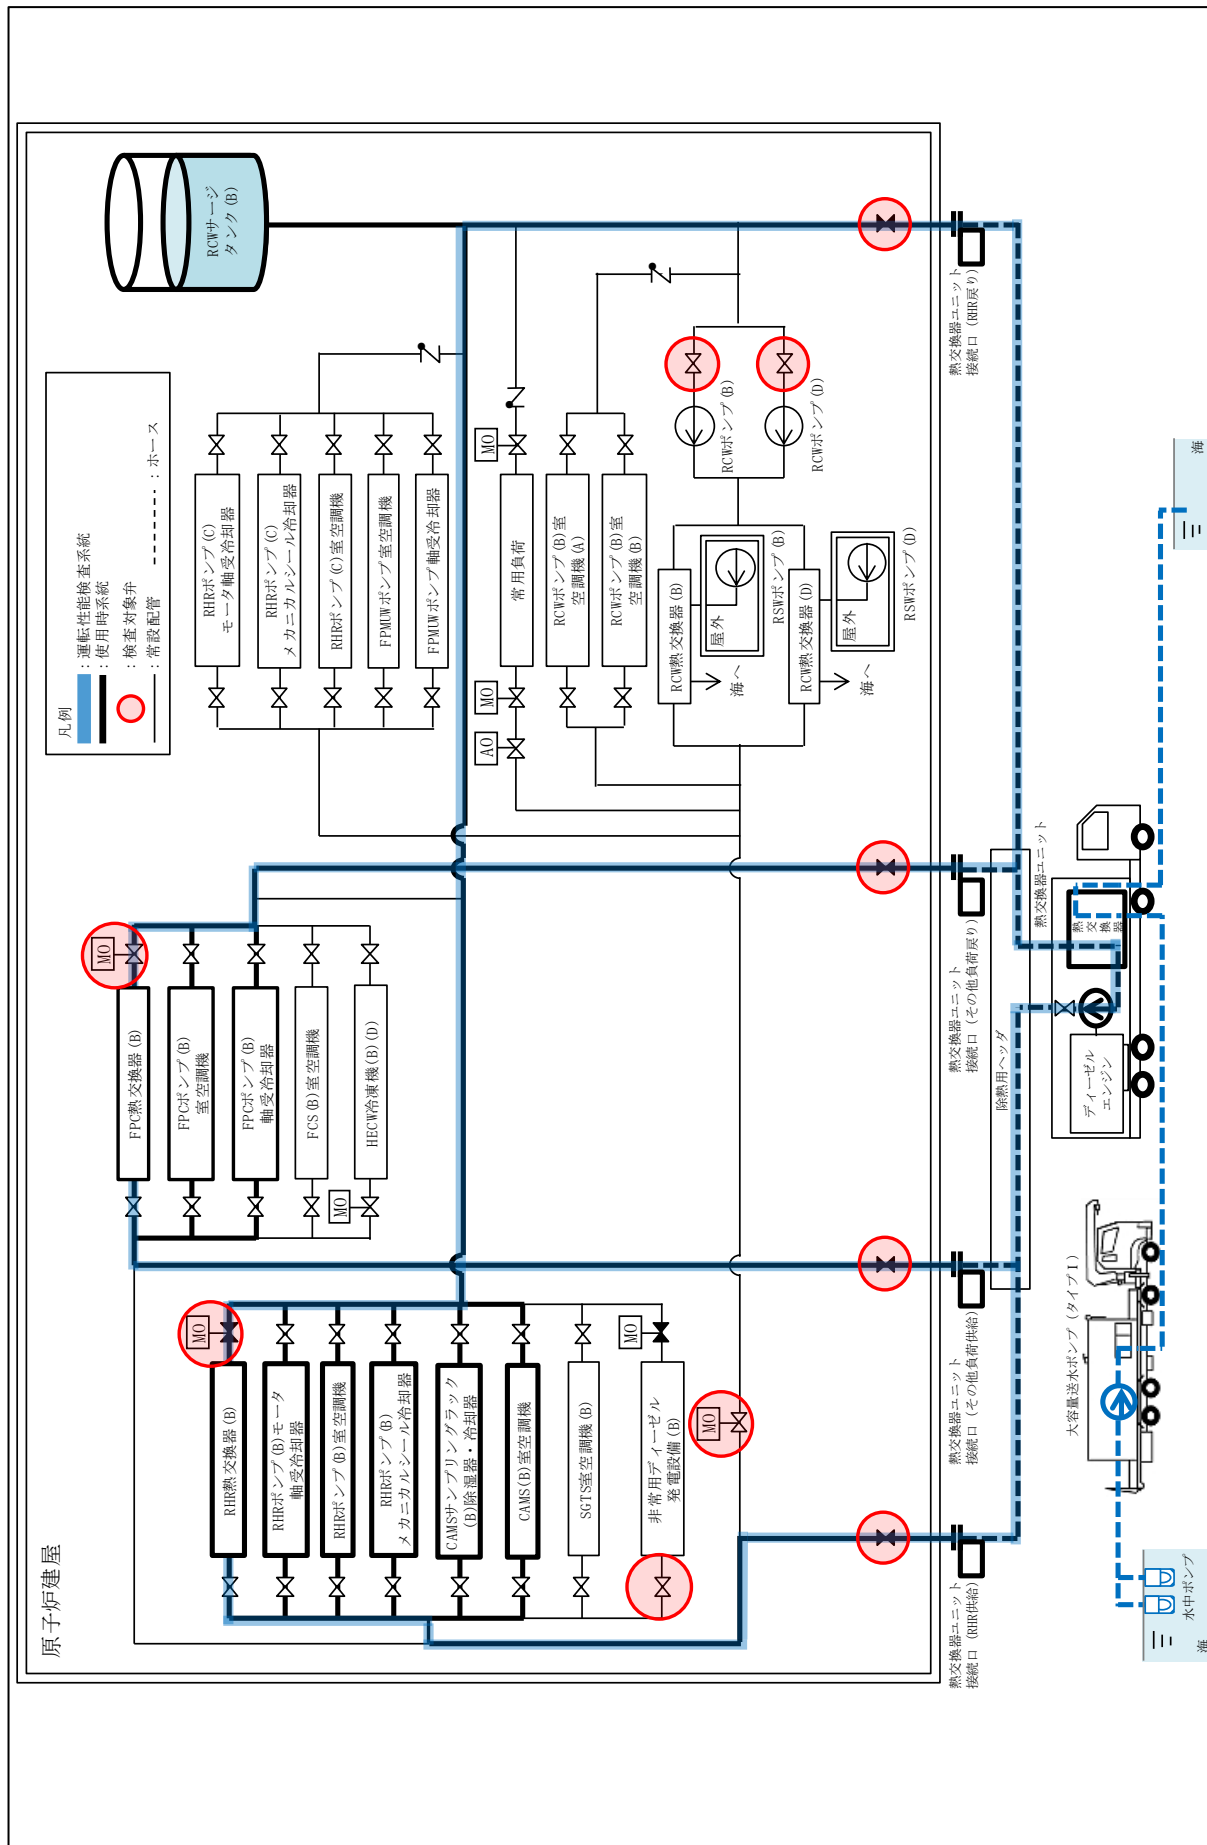 原子炉建屋
凡例
：運転性能検査系統
：使用時系統
：検査対象弁
：常設配管
：ホース
RCWサージ
タンク(B)
RHR熱交換器(B)
RHRポンプ(B)モータ
軸受冷却器
RHRポンプ(B)室空調機
RHRポンプ(B)
メカニカルシール冷却器
CAMSサンプリングラック
(B)除湿器・冷却器
CAMS(B)室空調機
SGTS室空調機(B)
非常用ディーゼル
発電設備(B)
MO
MO
MO
FPC熱交換器(B)
FPCポンプ(B)
室空調機
FPCポンプ(B)
軸受冷却器
FCS(B)室空調機
HECW冷凍機(B)(D)
MO
MO
RHRポンプ(C)
モータ軸受冷却器
RHRポンプ(C)
メカニカルシール冷却器
RHRポンプ(C)室空調機
FPMUWポンプ室空調機
FPMUWポンプ軸受冷却器
AO
MO
常用負荷
MO
RCWポンプ(B)室
空調機(A)
RCWポンプ(B)室
空調機(B)
RCW熱交換器(B)
海へ
屋外
RSWポンプ(B)
RCW熱交換器(D)
海へ
屋外
RSWポンプ(D)
RCWポンプ(B)
RCWポンプ(D)
熱交換器ユニット
接続口（RHR供給）
熱交換器ユニット
接続口（その他負荷供給）
熱交換器ユニット
接続口（その他負荷戻り）
熱交換器ユニット
接続口（RHR戻り）
除熱用ヘッダ
熱交換器ユニット
ディーゼル
エンジン
熱
交
換
器
大容量送水ポンプ（タイプⅠ）
水中ポンプ
海
海